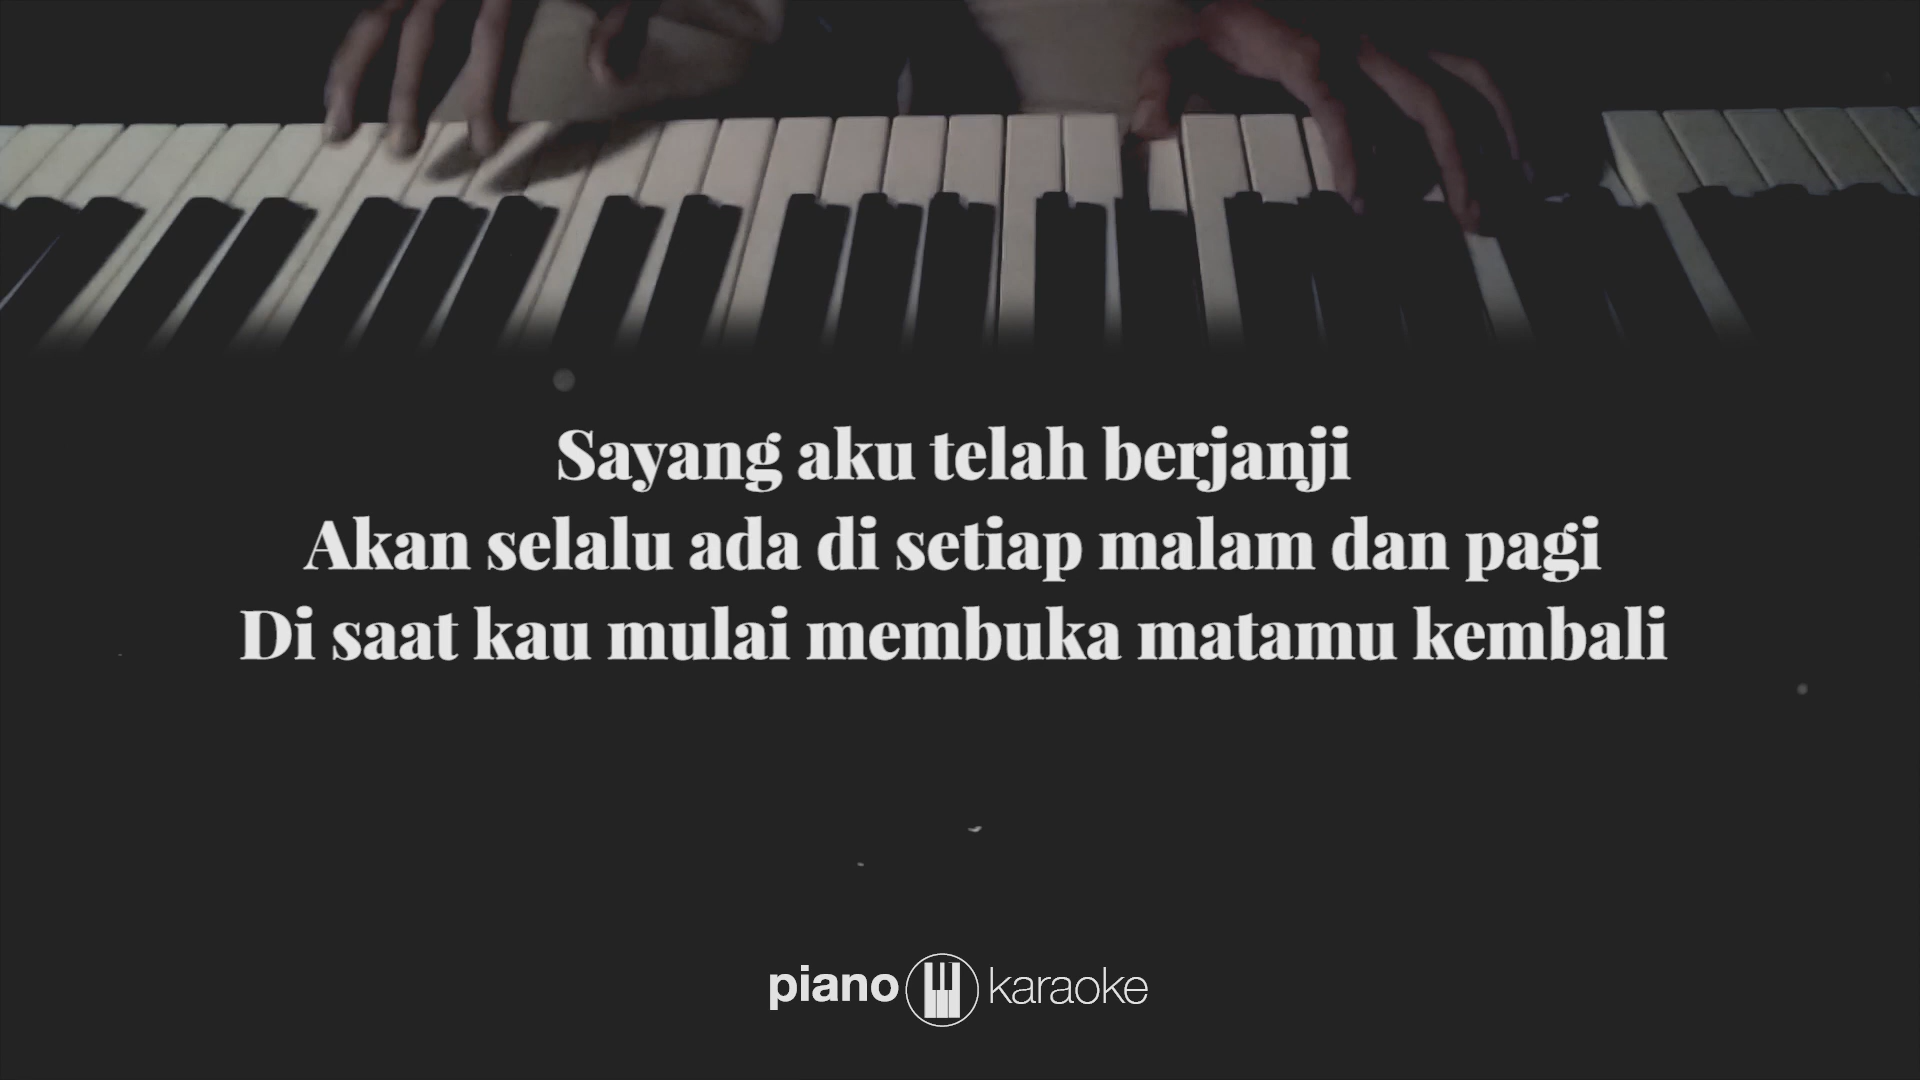 Sayang aku telah berjanji
Akan selalu ada di setiap malam dan pagi
Di saat kau mulai membuka matamu kembali
piano karaoke